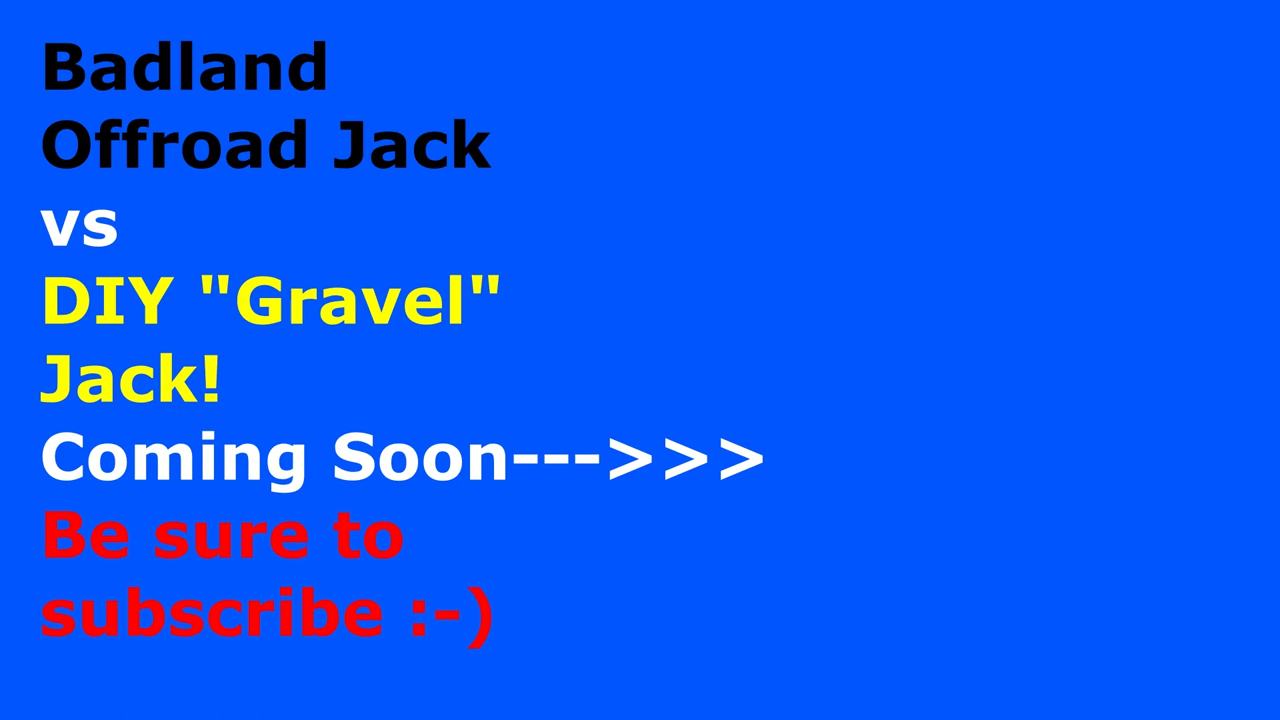 Badland
Offroad Jack
vs
DIY "Gravel"
Jack!
Coming Soon--->>>
Be sure to
subscribe :-)